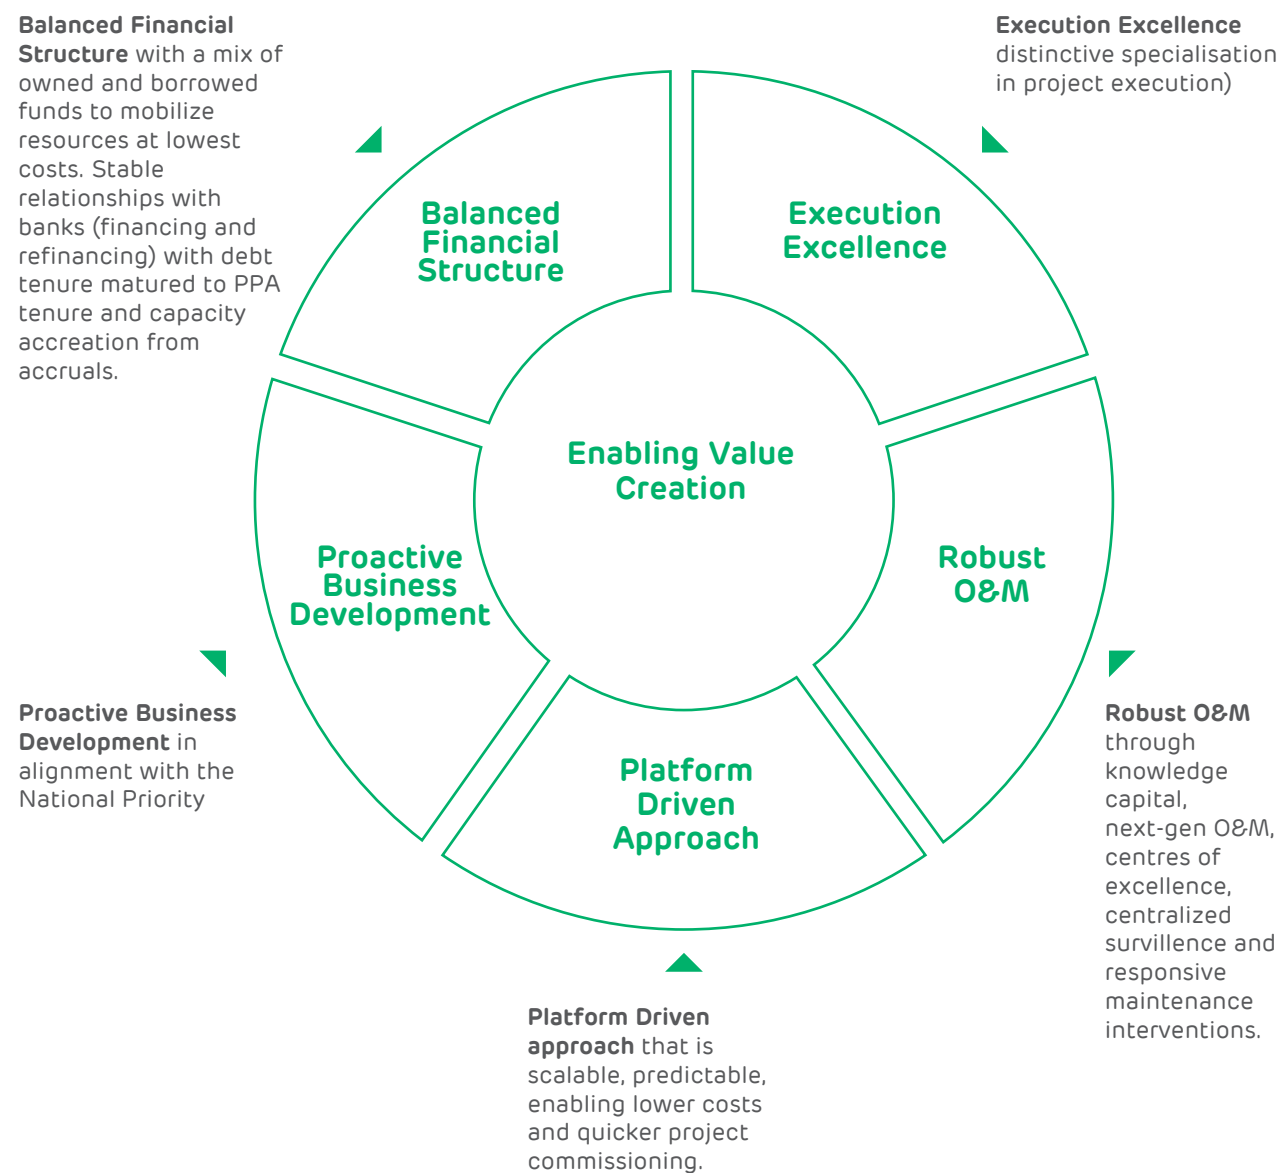 Balanced Financial
Structure with a mix of
owned and borrowed
funds to mobilize
resources at lowest
costs. Stable
relationships with
banks (financing and
refinancing) with debt
tenure matured to PPA
tenure and capacity
accreation from
accruals.
Execution Excellence
distinctive specialisation
in project execution)
Balanced
Financial
Structure
Execution
Excellence
Enabling Value
Creation
Proactive
Business
Development
Robust
O&M
Platform
Driven
Approach
Proactive Business
Development in
alignment with the
National Priority
Robust O&M
through
knowledge
capital,
next-gen O&M,
centres of
excellence,
centralized
survillence and
responsive
maintenance
interventions.
Platform Driven
approach that is
scalable, predictable,
enabling lower costs
and quicker project
commissioning.